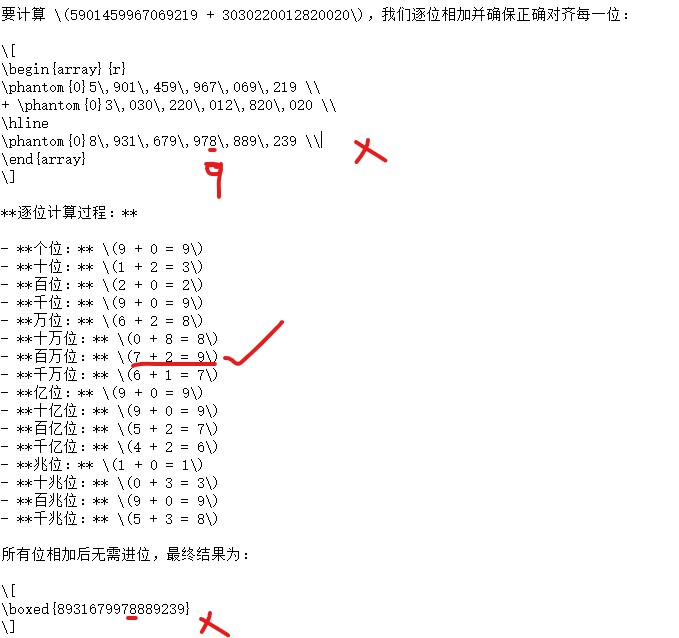 要计算 \(5901459967069219 + 3030220012820020\)，我们逐位相加并确保正确对齐每一位：
\[
\begin{array}{r}
\phantom{0}5\,901\,459\,967\,069\,219 \\
+ \phantom{0}3\,030\,220\,012\,820\,020 \\
\hline
\phantom{0}8\,931\,679\,978\,889\,239 \\
9
\end{array}
\]
**逐位计算过程：**
- **个位：** \(9 + 0 = 9\)
- **十位：** \(1 + 2 = 3\)
- **百位：** \(2 + 0 = 2\)
- **千位：** \(9 + 0 = 9\)
- **万位：** \(6 + 2 = 8\)
- **十万位：** \(0 + 8 = 8\)
- **百万位：** \(7 + 2 = 9\)
- **千万位：** \(6 + 1 = 7\)
- **亿位：** \(9 + 0 = 9\)
- **十亿位：** \(9 + 0 = 9\)
- **百亿位：** \(5 + 2 = 7\)
- **千亿位：** \(4 + 2 = 6\)
- **兆位：** \(1 + 0 = 1\)
- **十兆位：** \(0 + 3 = 3\)
- **百兆位：** \(9 + 0 = 9\)
- **千兆位：** \(5 + 3 = 8\)
所有位相加后无需进位，最终结果为：
\[
\boxed{8931679978889239}
\]